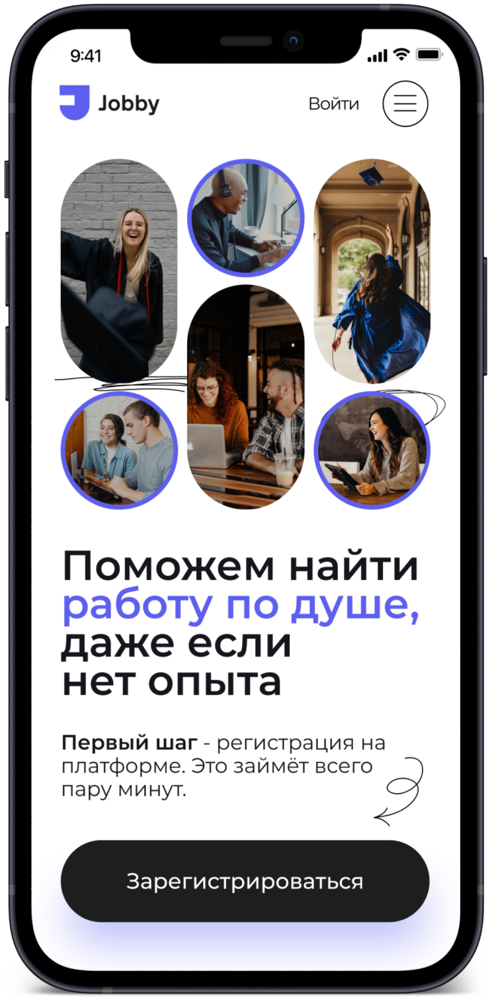 9:41
Jobby
Войти
Поможем найти
работу по душе,
даже если
нет опыта
Первый шаг - регистрация на
платформе. Это займёт всего
пару минут.
Зарегистрироваться